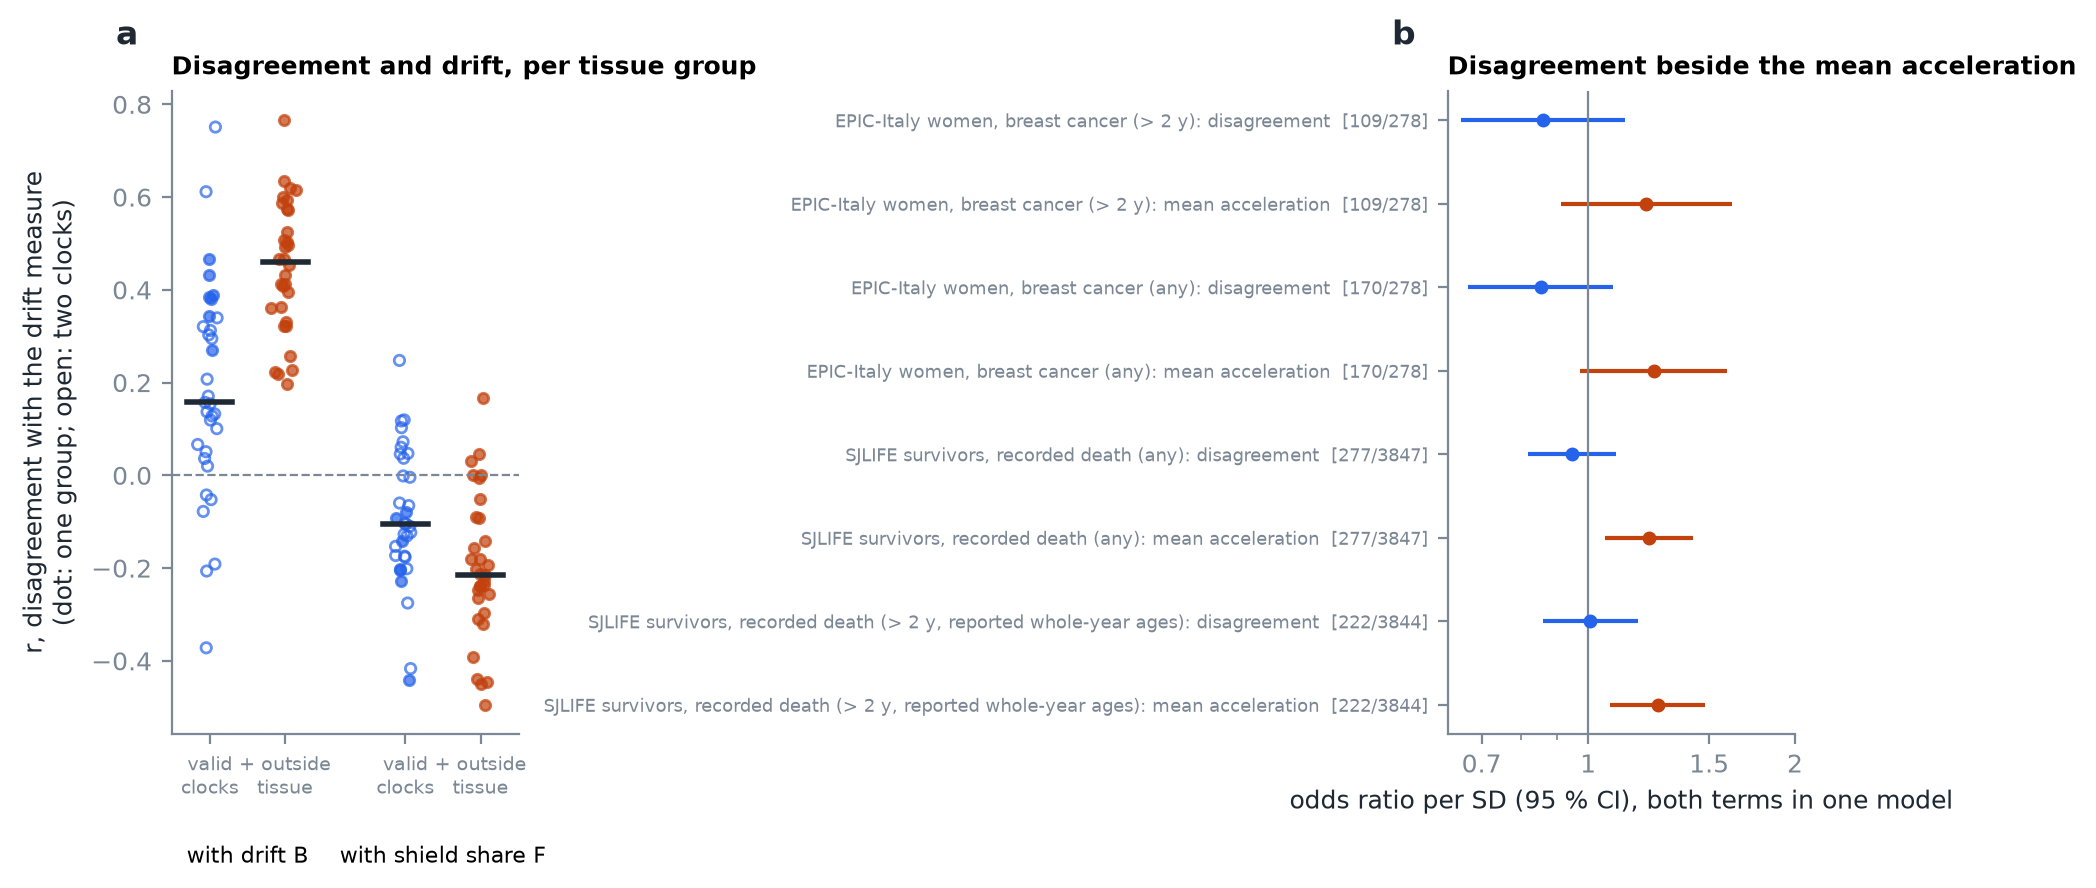 a
Disagreement and drift, per tissue group
r, disagreement with the drift measure
(dot: one group; open: two clocks)
0.8
0.6
0.4
0.2
0.0
−0.2
−0.4
valid
clocks
+ outside
tissue
valid
clocks
+ outside
tissue
with drift B
with shield share F
b
Disagreement beside the mean acceleration
EPIC-Italy women, breast cancer (> 2 y): disagreement [109/278]
EPIC-Italy women, breast cancer (> 2 y): mean acceleration [109/278]
EPIC-Italy women, breast cancer (any): disagreement [170/278]
EPIC-Italy women, breast cancer (any): mean acceleration [170/278]
SJLIFE survivors, recorded death (any): disagreement [277/3847]
SJLIFE survivors, recorded death (any): mean acceleration [277/3847]
SJLIFE survivors, recorded death (> 2 y, reported whole-year ages): disagreement [222/3844]
SJLIFE survivors, recorded death (> 2 y, reported whole-year ages): mean acceleration [222/3844]
0.7 1 1.5 2
odds ratio per SD (95 % CI), both terms in one model